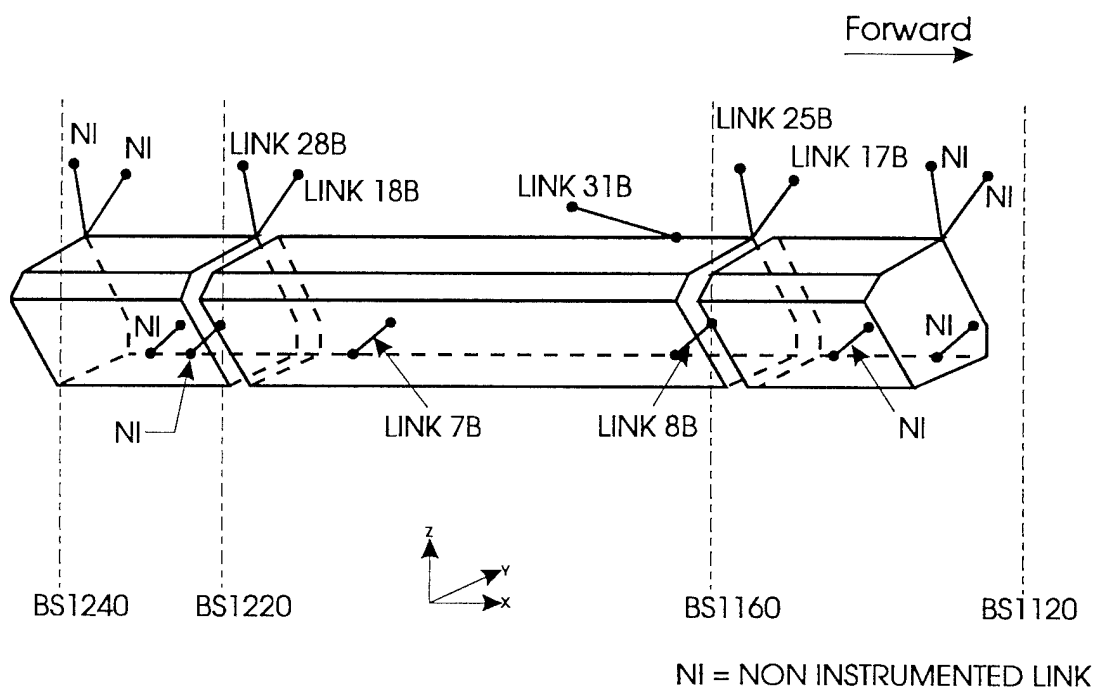 Forward
NI
NI
LINK 28B
LINK 18B
LINK 31B
LINK 25B
LINK 17B
NI
NI
NI
NI
LINK 7B
LINK 8B
NI
NI
Z
Y
X
BS1240
BS1220
BS1160
BS1120
NI = NON INSTRUMENTED LINK